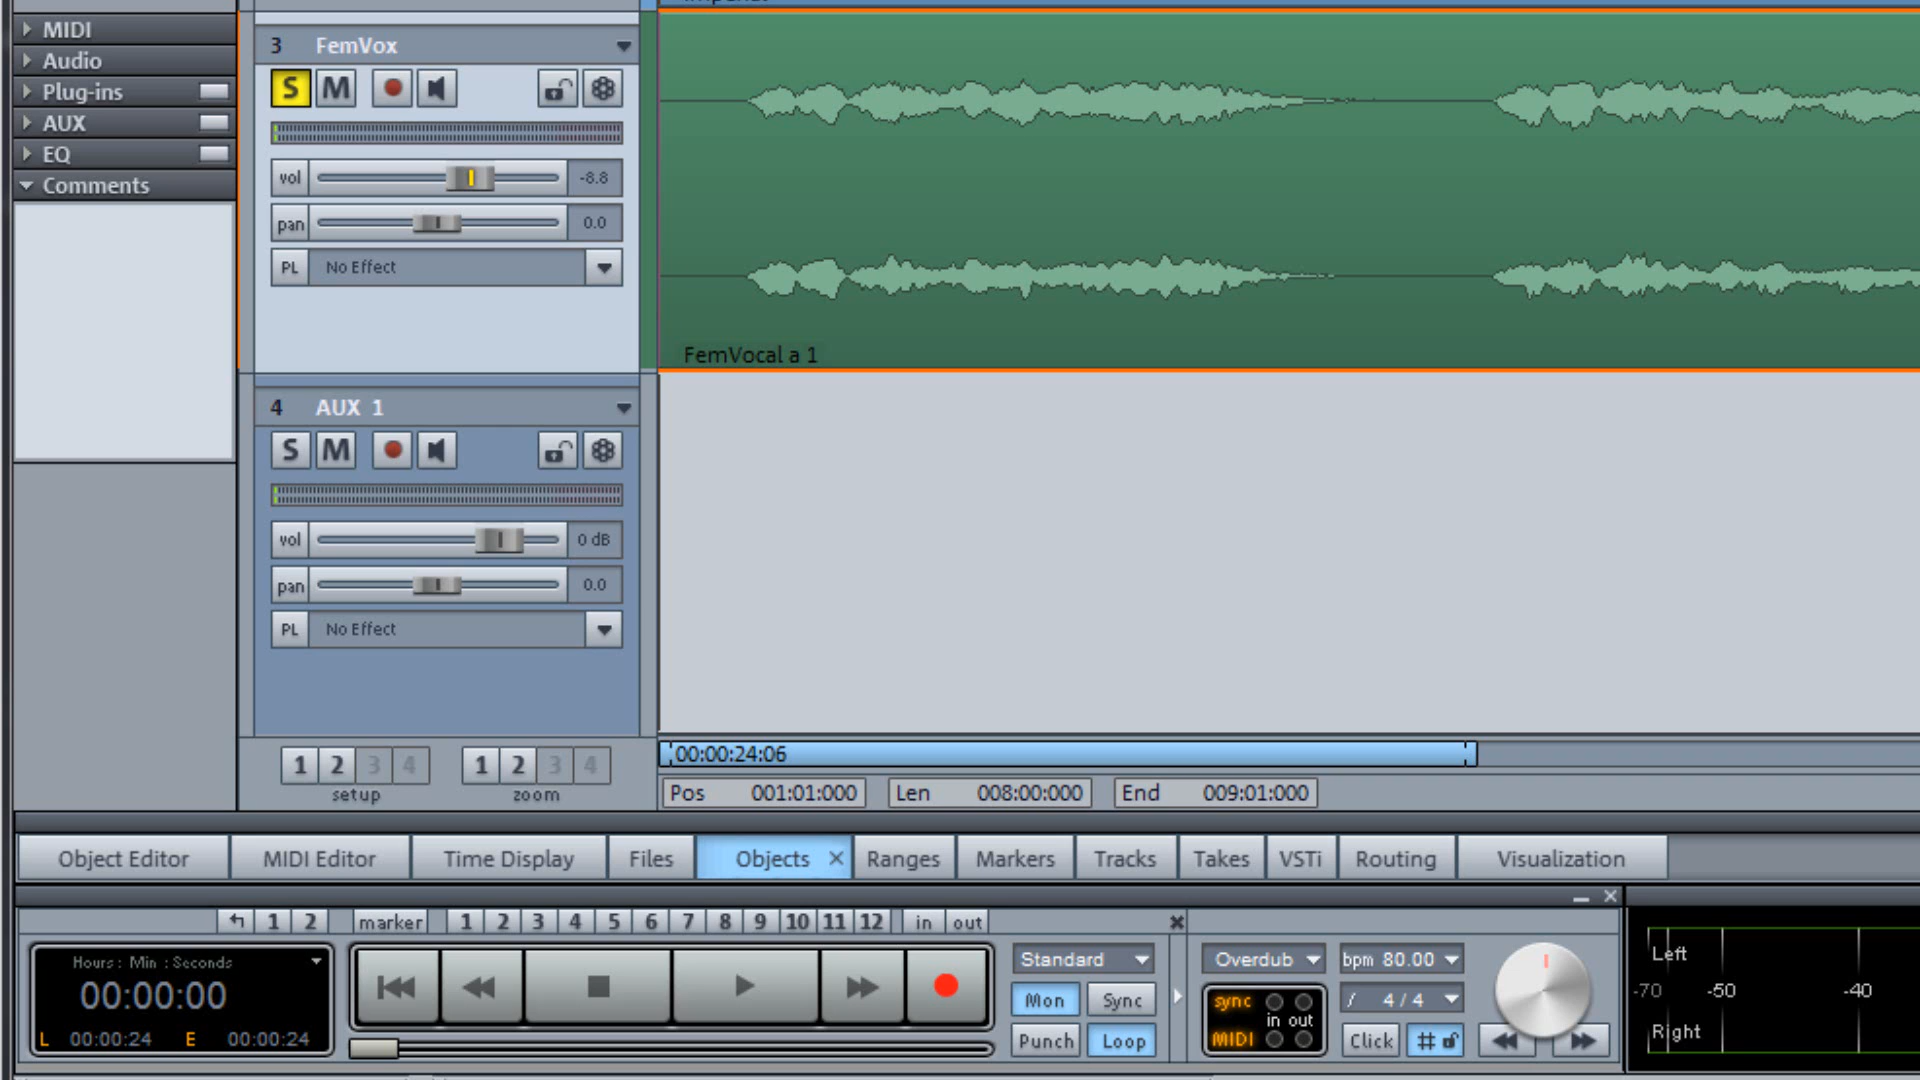 MIDI
Audio
Plug-ins
AUX
EQ
Comments
3 FemVox
S M
vol -8.8
pan 0.0
PL No Effect
FemVocal a 1
4 AUX 1
S M
vol 0 dB
pan 0.0
PL No Effect
1 2 3 4 1 2 3 4
setup zoom
00:00:24:06
Pos 001:01:000 Len 008:00:000 End 009:01:000
Object Editor MIDI Editor Time Display Files Objects Ranges Markers Tracks Takes VSTi Routing Visualization
1 2 marker 1 2 3 4 5 6 7 8 9 10 11 12 in out
Hours : Min : Seconds
00:00:00
L 00:00:24 E 00:00:24
Standard
Mon Sync
Punch Loop
Overdub bpm 80.00
sync in out
MIDI
/ 4 / 4
Click #
Left
-70 -50 -40
Right